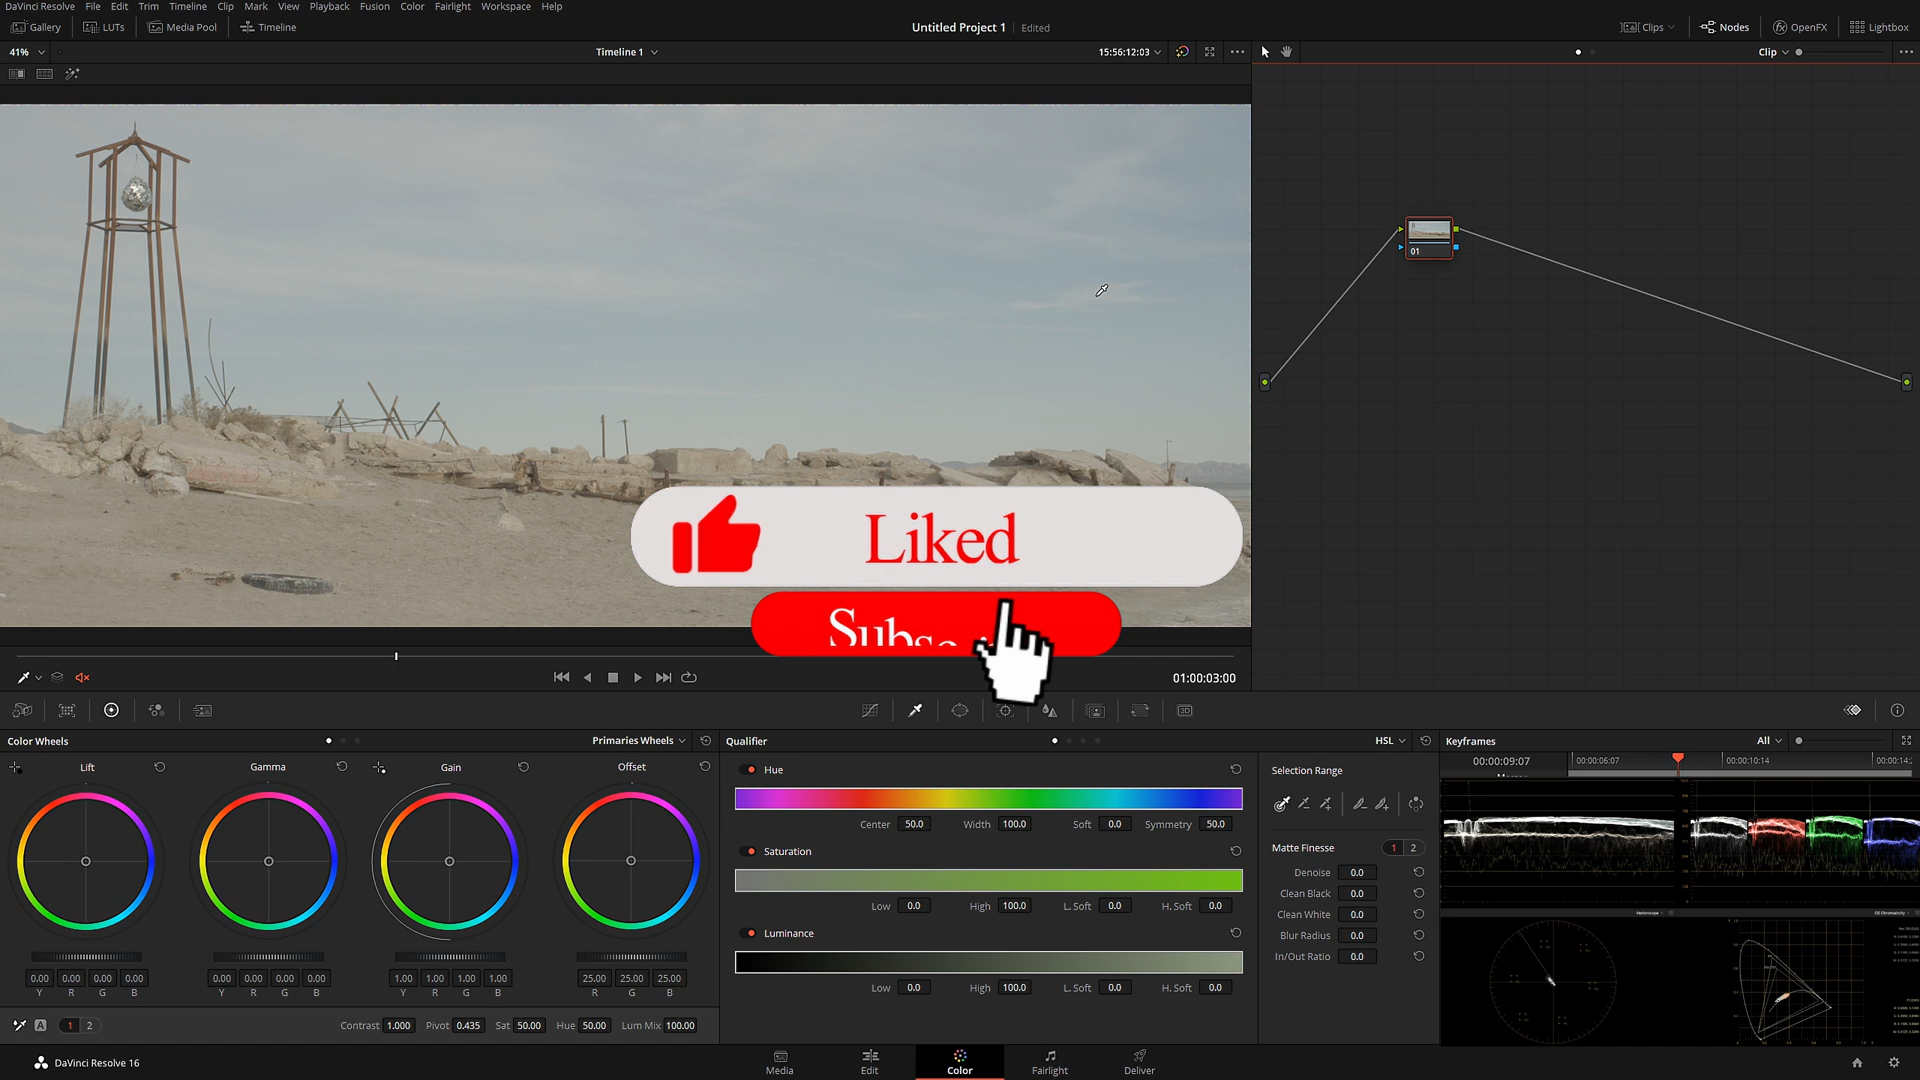 DaVinci Resolve File Edit Trim Timeline Clip Mark View Playback Fusion Color Fairlight Workspace Help
Gallery LUTs Media Pool Timeline Untitled Project 1 Edited Clips Nodes OpenFX Lightbox
41% Timeline 1 15:56:12:03 Clip
01
Liked
01:00:03:00
Color Wheels Primaries Wheels Qualifier HSL Keyframes All
Lift Gamma Gain Offset
Hue
Center 50.0 Width 100.0 Soft 0.0 Symmetry 50.0
Saturation
Low 0.0 High 100.0 L. Soft 0.0 H. Soft 0.0
Luminance
Low 0.0 High 100.0 L. Soft 0.0 H. Soft 0.0
Selection Range
Matte Finesse 1 2
Denoise 0.0
Clean Black 0.0
Clean White 0.0
Blur Radius 0.0
In/Out Ratio 0.0
00:00:09:07 00:00:06:07 00:00:10:14
0.00 0.00 0.00 0.00 0.00 0.00 0.00 0.00 1.00 1.00 1.00 1.00 25.00 25.00 25.00
Y R G B Y R G B Y R G B R G B
A 1 2 Contrast 1.000 Pivot 0.435 Sat 50.00 Hue 50.00 Lum Mix 100.00
DaVinci Resolve 16 Media Edit Color Fairlight Deliver